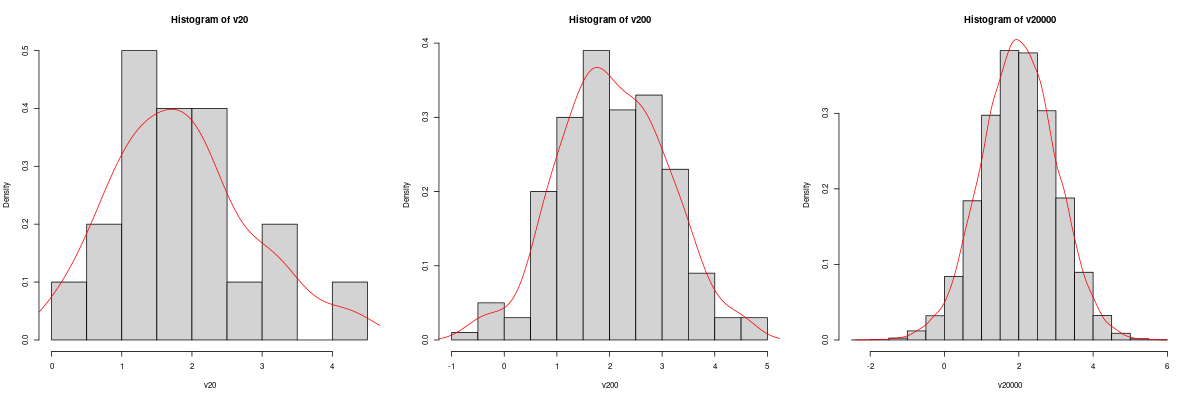 Histogram of v20
Density
0.0 0.1 0.2 0.3 0.4 0.5
0 1 2 3 4
v20
Histogram of v200
Density
0.0 0.1 0.2 0.3 0.4
-1 0 1 2 3 4 5
v200
Histogram of v20000
Density
0.0 0.1 0.2 0.3
-2 0 2 4 6
v20000